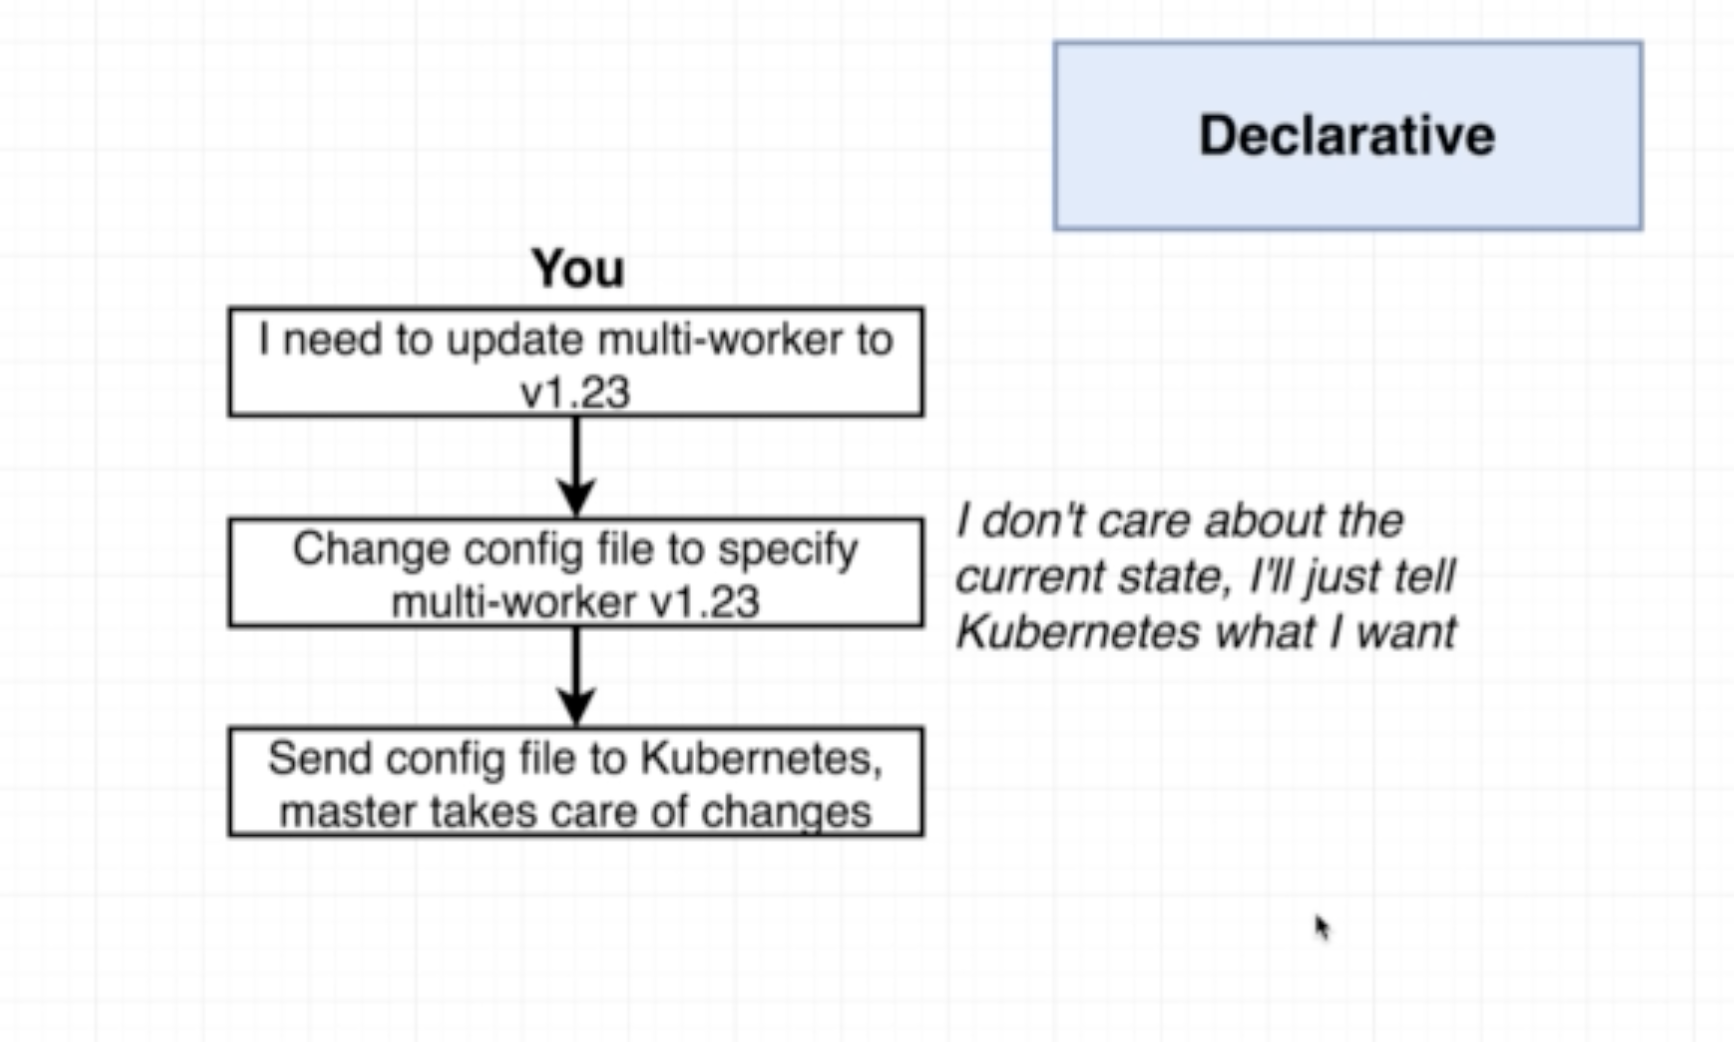 Declarative
You
I need to update multi-worker to
v1.23
Change config file to specify
multi-worker v1.23
I don't care about the
current state, I'll just tell
Kubernetes what I want
Send config file to Kubernetes,
master takes care of changes